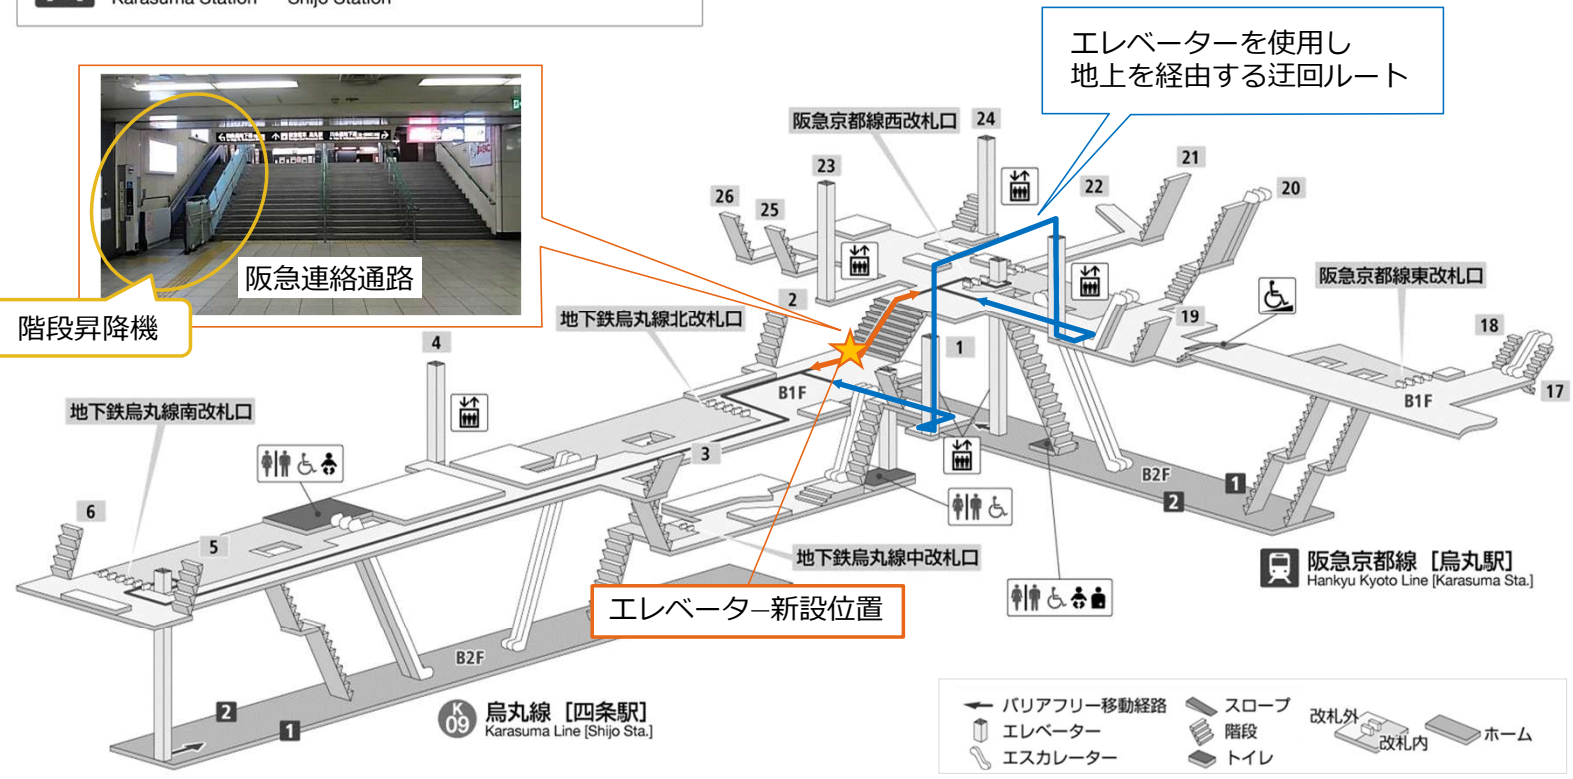 Karasuma Station Shijo Station
エレベーターを使用し
地上を経由する迂回ルート
阪急連絡通路
階段昇降機
阪急京都線西改札口
24
23
26
25
22
21
20
阪急京都線東改札口
19
18
17
2
地下鉄烏丸線北改札口
1
4
B1F
B1F
地下鉄烏丸線南改札口
3
6
5
B2F
1
2
地下鉄烏丸線中改札口
エレベーター新設位置
阪急京都線 [烏丸駅]
Hankyu Kyoto Line [Karasuma Sta.]
B2F
2
1
K
09
烏丸線 [四条駅]
Karasuma Line [Shijo Sta.]
バリアフリー移動経路
エレベーター
エスカレーター
スロープ
階段
トイレ
改札外
改札内
ホーム